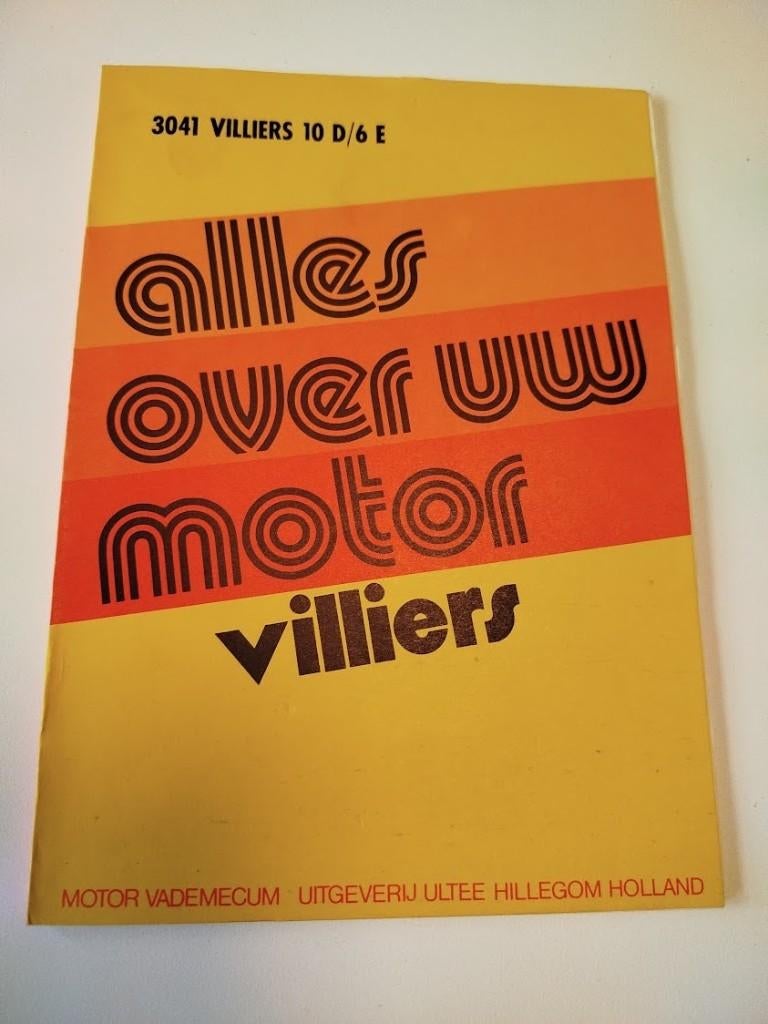 3041 VILLIERS 10 D/6 E
alles
over uw
motor
villiers
MOTOR VADEMECUM UITGEVERIJ ULTEE HILLEGOM HOLLAND